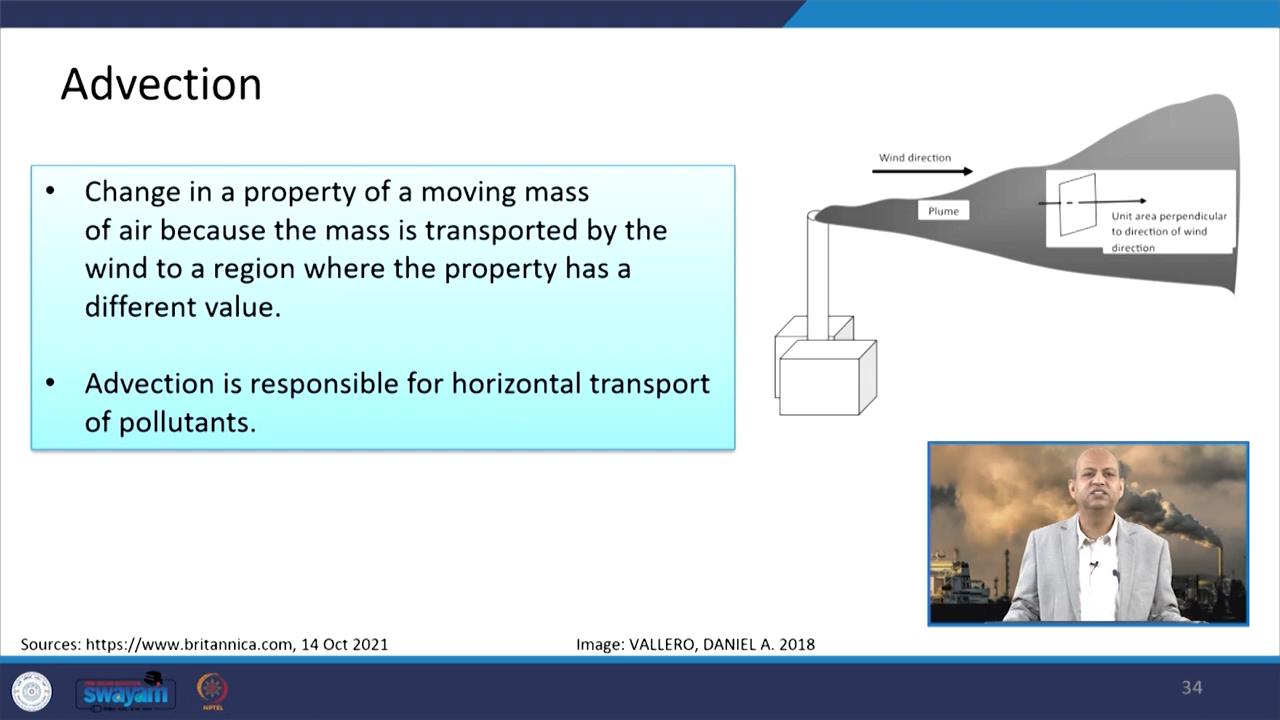 Advection
• Change in a property of a moving mass
of air because the mass is transported by the
wind to a region where the property has a
different value.
• Advection is responsible for horizontal transport
of pollutants.
Wind direction
Plume
Unit area perpendicular
to direction of wind
direction
Sources: https://www.britannica.com, 14 Oct 2021
Image: VALLERO, DANIEL A. 2018
swayam
NPTEL
34